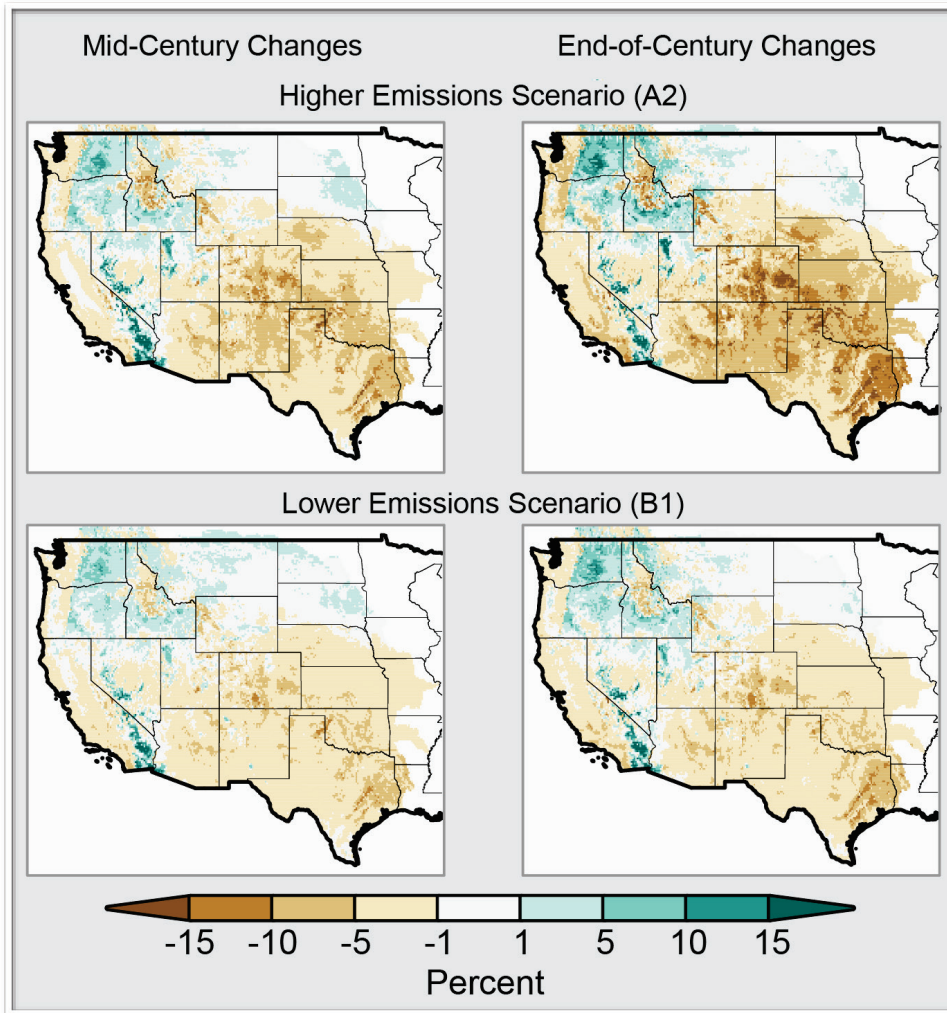 Mid-Century Changes
End-of-Century Changes
Higher Emissions Scenario (A2)
Lower Emissions Scenario (B1)
-15 -10 -5 -1 1 5 10 15
Percent